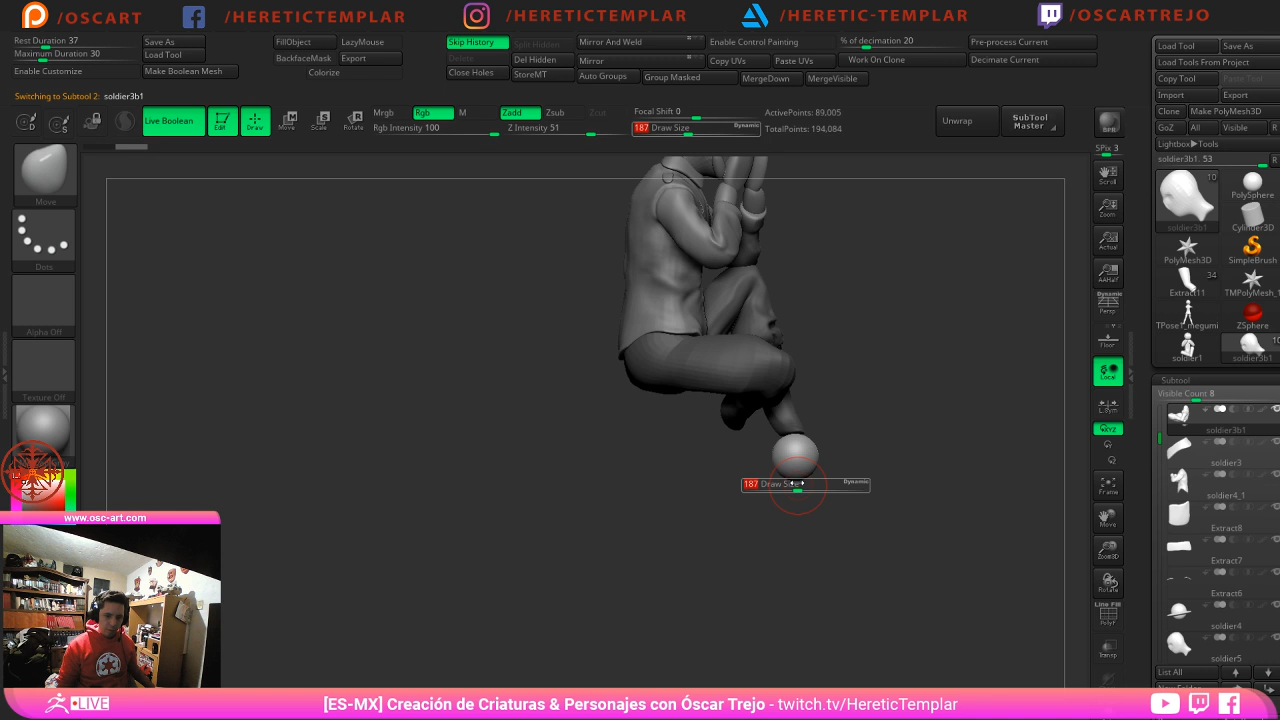 /OSCART /HERETICTEMPLAR /HERETICTEMPLAR /HERETIC-TEMPLAR /OSCARTREJO
Rest Duration 37
Maximum Duration 30
Enable Customize
Save As
Load Tool
Make Boolean Mesh
FillObject LazyMouse
BackfaceMask Export
Colorize
Skip History Split Hidden
Delete Del Hidden
Close Holes StoreMT
Mirror And Weld
Mirror
Auto Groups Group Masked
Enable Control Painting
Copy UVs Paste UVs
MergeDown MergeVisible
% of decimation 20
Work On Clone
Pre-process Current
Decimate Current
Switching to Subtool 2: soldier3b1
Live Boolean
Edit
Draw
Move
Scale
Rotate
Mrgb Rgb M
Rgb Intensity 100
Zadd Zsub Zcut
Z Intensity 51
Focal Shift 0
187 Draw Size Dynamic
ActivePoints: 89,005
TotalPoints: 194,084
Unwrap
SubTool
Master
BPR
SPix 3
Scroll
Zoom
Actual
AAHalf
Dynamic
Persp
Floor
Local
L.Sym
XYZ
Frame
Move
Zoom3D
Rotate
Line Fill
PolyF
Transp
Move
Dots
Alpha Off
Texture Off
187 Draw Size Dynamic
Load Tool Save As
Load Tools From Project
Copy Tool Paste Tool
Import Export
Clone Make PolyMesh3D
GoZ All Visible R
Lightbox▶Tools
soldier3b1. 53 R
10
soldier3b1
PolySphere
Cylinder3D
PolyMesh3D SimpleBrush
34
Extract11 TMPolyMesh_1
TPose1_megumi ZSphere
10
soldier1 soldier3b1
Subtool
Visible Count 8
soldier3b1
soldier3
soldier4_1
Extract8
Extract7
Extract6
soldier4
soldier5
List All
www.osc-art.com
LIVE
[ES-MX] Creación de Criaturas & Personajes con Óscar Trejo - twitch.tv/HereticTemplar